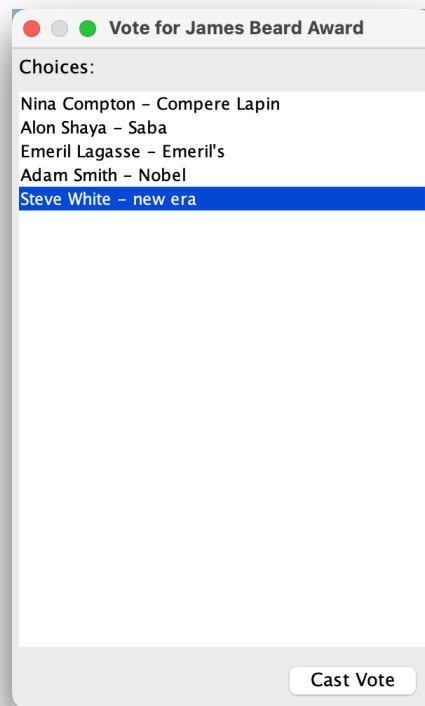 Vote for James Beard Award
Choices:
Nina Compton – Compere Lapin
Alon Shaya – Saba
Emeril Lagasse – Emeril's
Adam Smith – Nobel
Steve White – new era
Cast Vote